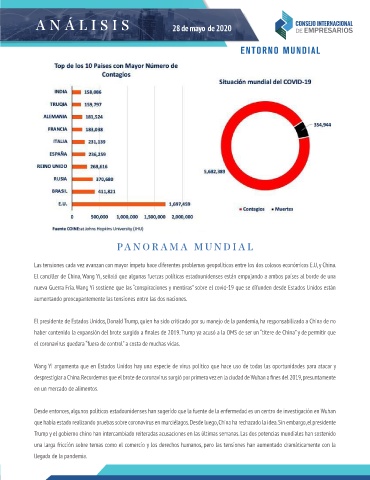 ANÁLISIS
28 de mayo de 2020
CONSEJO INTERNACIONAL
DE EMPRESARIOS
ENTORNO MUNDIAL
Top de los 10 Países con Mayor Número de
Contagios
INDIA 158,086
TRUQIA 159,797
ALEMANIA 181,524
FRANCIA 183,038
ITALIA 231,139
ESPAÑA 236,259
REINO UNIDO 268,616
RUSIA 370,680
BRASIL 411,821
E.U. 1,697,459
0 500,000 1,000,000 1,500,000 2,000,000
Fuente COINE at Johns Hopkins University (JHU)
Situación mundial del COVID-19
354,944
5,682,389
Contagios Muertes
PANORAMA MUNDIAL
Las tensiones cada vez avanzan con mayor ímpetu hace diferentes problemas geopolíticos entre los dos colosos económicos E.U, y China.
El canciller de China, Wang Yi, señaló que algunas fuerzas políticas estadounidenses están empujando a ambos países al borde de una
nueva Guerra Fría. Wang Yi sostiene que las "conspiraciones y mentiras" sobre el covid-19 que se difunden desde Estados Unidos están
aumentando preocupantemente las tensiones entre las dos naciones.
El presidente de Estados Unidos, Donald Trump, quien ha sido criticado por su manejo de la pandemia, ha responsabilizado a China de no
haber contenido la expansión del brote surgido a finales de 2019. Trump ya acusó a la OMS de ser un "títere de China" y de permitir que
el coronavirus quedara "fuera de control" a costa de muchas vidas.
Wang Yi argumenta que en Estados Unidos hay una especie de virus político que hace uso de todas las oportunidades para atacar y
desprestigiar a China. Recordemos que el brote de coronavirus surgió por primera vez en la ciudad de Wuhan a fines del 2019, presuntamente
en un mercado de alimentos.
Desde entonces, algunos políticos estadounidenses han sugerido que la fuente de la enfermedad es un centro de investigación en Wuhan
que había estado realizando pruebas sobre coronavirus en murciélagos. Desde luego, China ha rechazado la idea. Sin embargo, el presidente
Trump y el gobierno chino han intercambiado reiteradas acusaciones en las últimas semanas. Las dos potencias mundiales han sostenido
una larga fricción sobre temas como el comercio y los derechos humanos, pero las tensiones han aumentado dramáticamente con la
llegada de la pandemia.